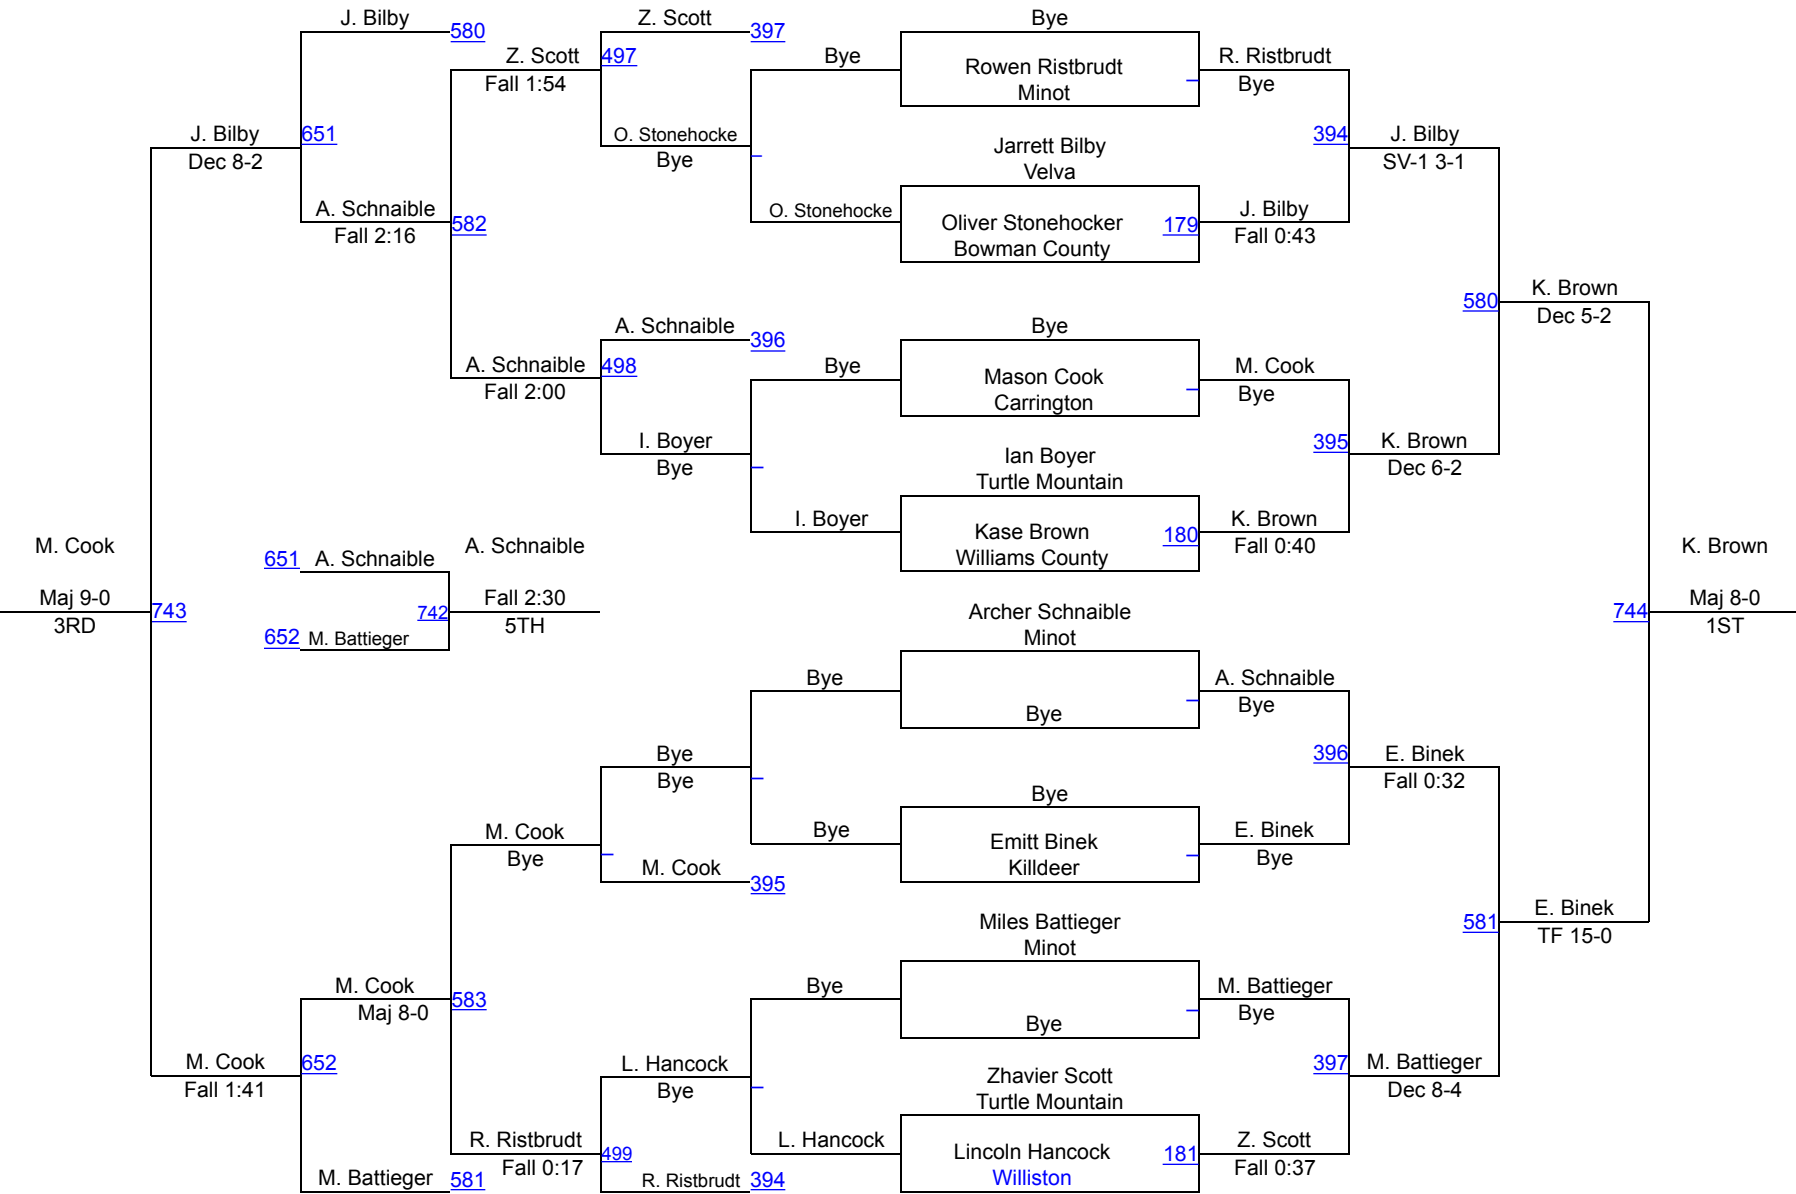 J. Bilby
580
Z. Scott
397
Bye
Z. Scott
497
Fall 1:54
Bye
Rowen Ristbrudt
Minot
R. Ristbrudt
Bye
J. Bilby
651
Dec 8-2
O. Stonehocke
Bye
Jarrett Bilby
Velva
394
J. Bilby
SV-1 3-1
A. Schnaible
Fall 2:16
582
O. Stonehocke
Oliver Stonehocker
Bowman County
179
J. Bilby
Fall 0:43
580
K. Brown
Dec 5-2
A. Schnaible
396
Bye
A. Schnaible
498
Fall 2:00
Bye
Mason Cook
Carrington
M. Cook
Bye
I. Boyer
Bye
Ian Boyer
Turtle Mountain
395
K. Brown
Dec 6-2
I. Boyer
Kase Brown
Williams County
180
K. Brown
Fall 0:40
M. Cook
Maj 9-0
743
3RD
651
A. Schnaible
A. Schnaible
742
Fall 2:30
5TH
652
M. Battieger
K. Brown
744
Maj 8-0
1ST
Archer Schnaible
Minot
Bye
Bye
A. Schnaible
Bye
Bye
Bye
396
E. Binek
Fall 0:32
Bye
M. Cook
Bye
Bye
Emitt Binek
Killdeer
E. Binek
Bye
M. Cook
395
Miles Battieger
Minot
581
E. Binek
TF 15-0
M. Cook
Maj 8-0
583
Bye
Bye
M. Battieger
Bye
M. Cook
652
Fall 1:41
L. Hancock
Bye
Zhavier Scott
Turtle Mountain
397
M. Battieger
Dec 8-4
R. Ristbrudt
Fall 0:17
499
L. Hancock
Lincoln Hancock
Williston
181
Z. Scott
Fall 0:37
M. Battieger
581
R. Ristbrudt
394